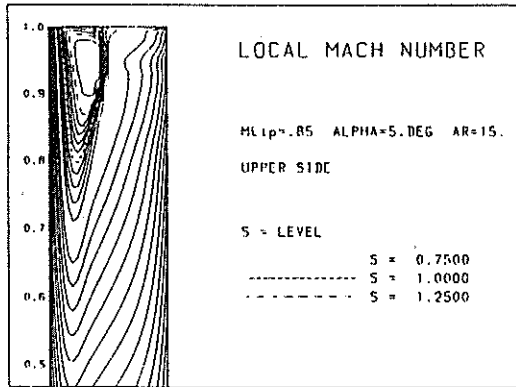 LOCAL MACH NUMBER
Mtip=.85 ALPHA=5.DEG AR=15.
UPPER SIDE
S = LEVEL
S = 0.7500
S = 1.0000
S = 1.2500
1.0
0.9
0.8
0.7
0.6
0.5